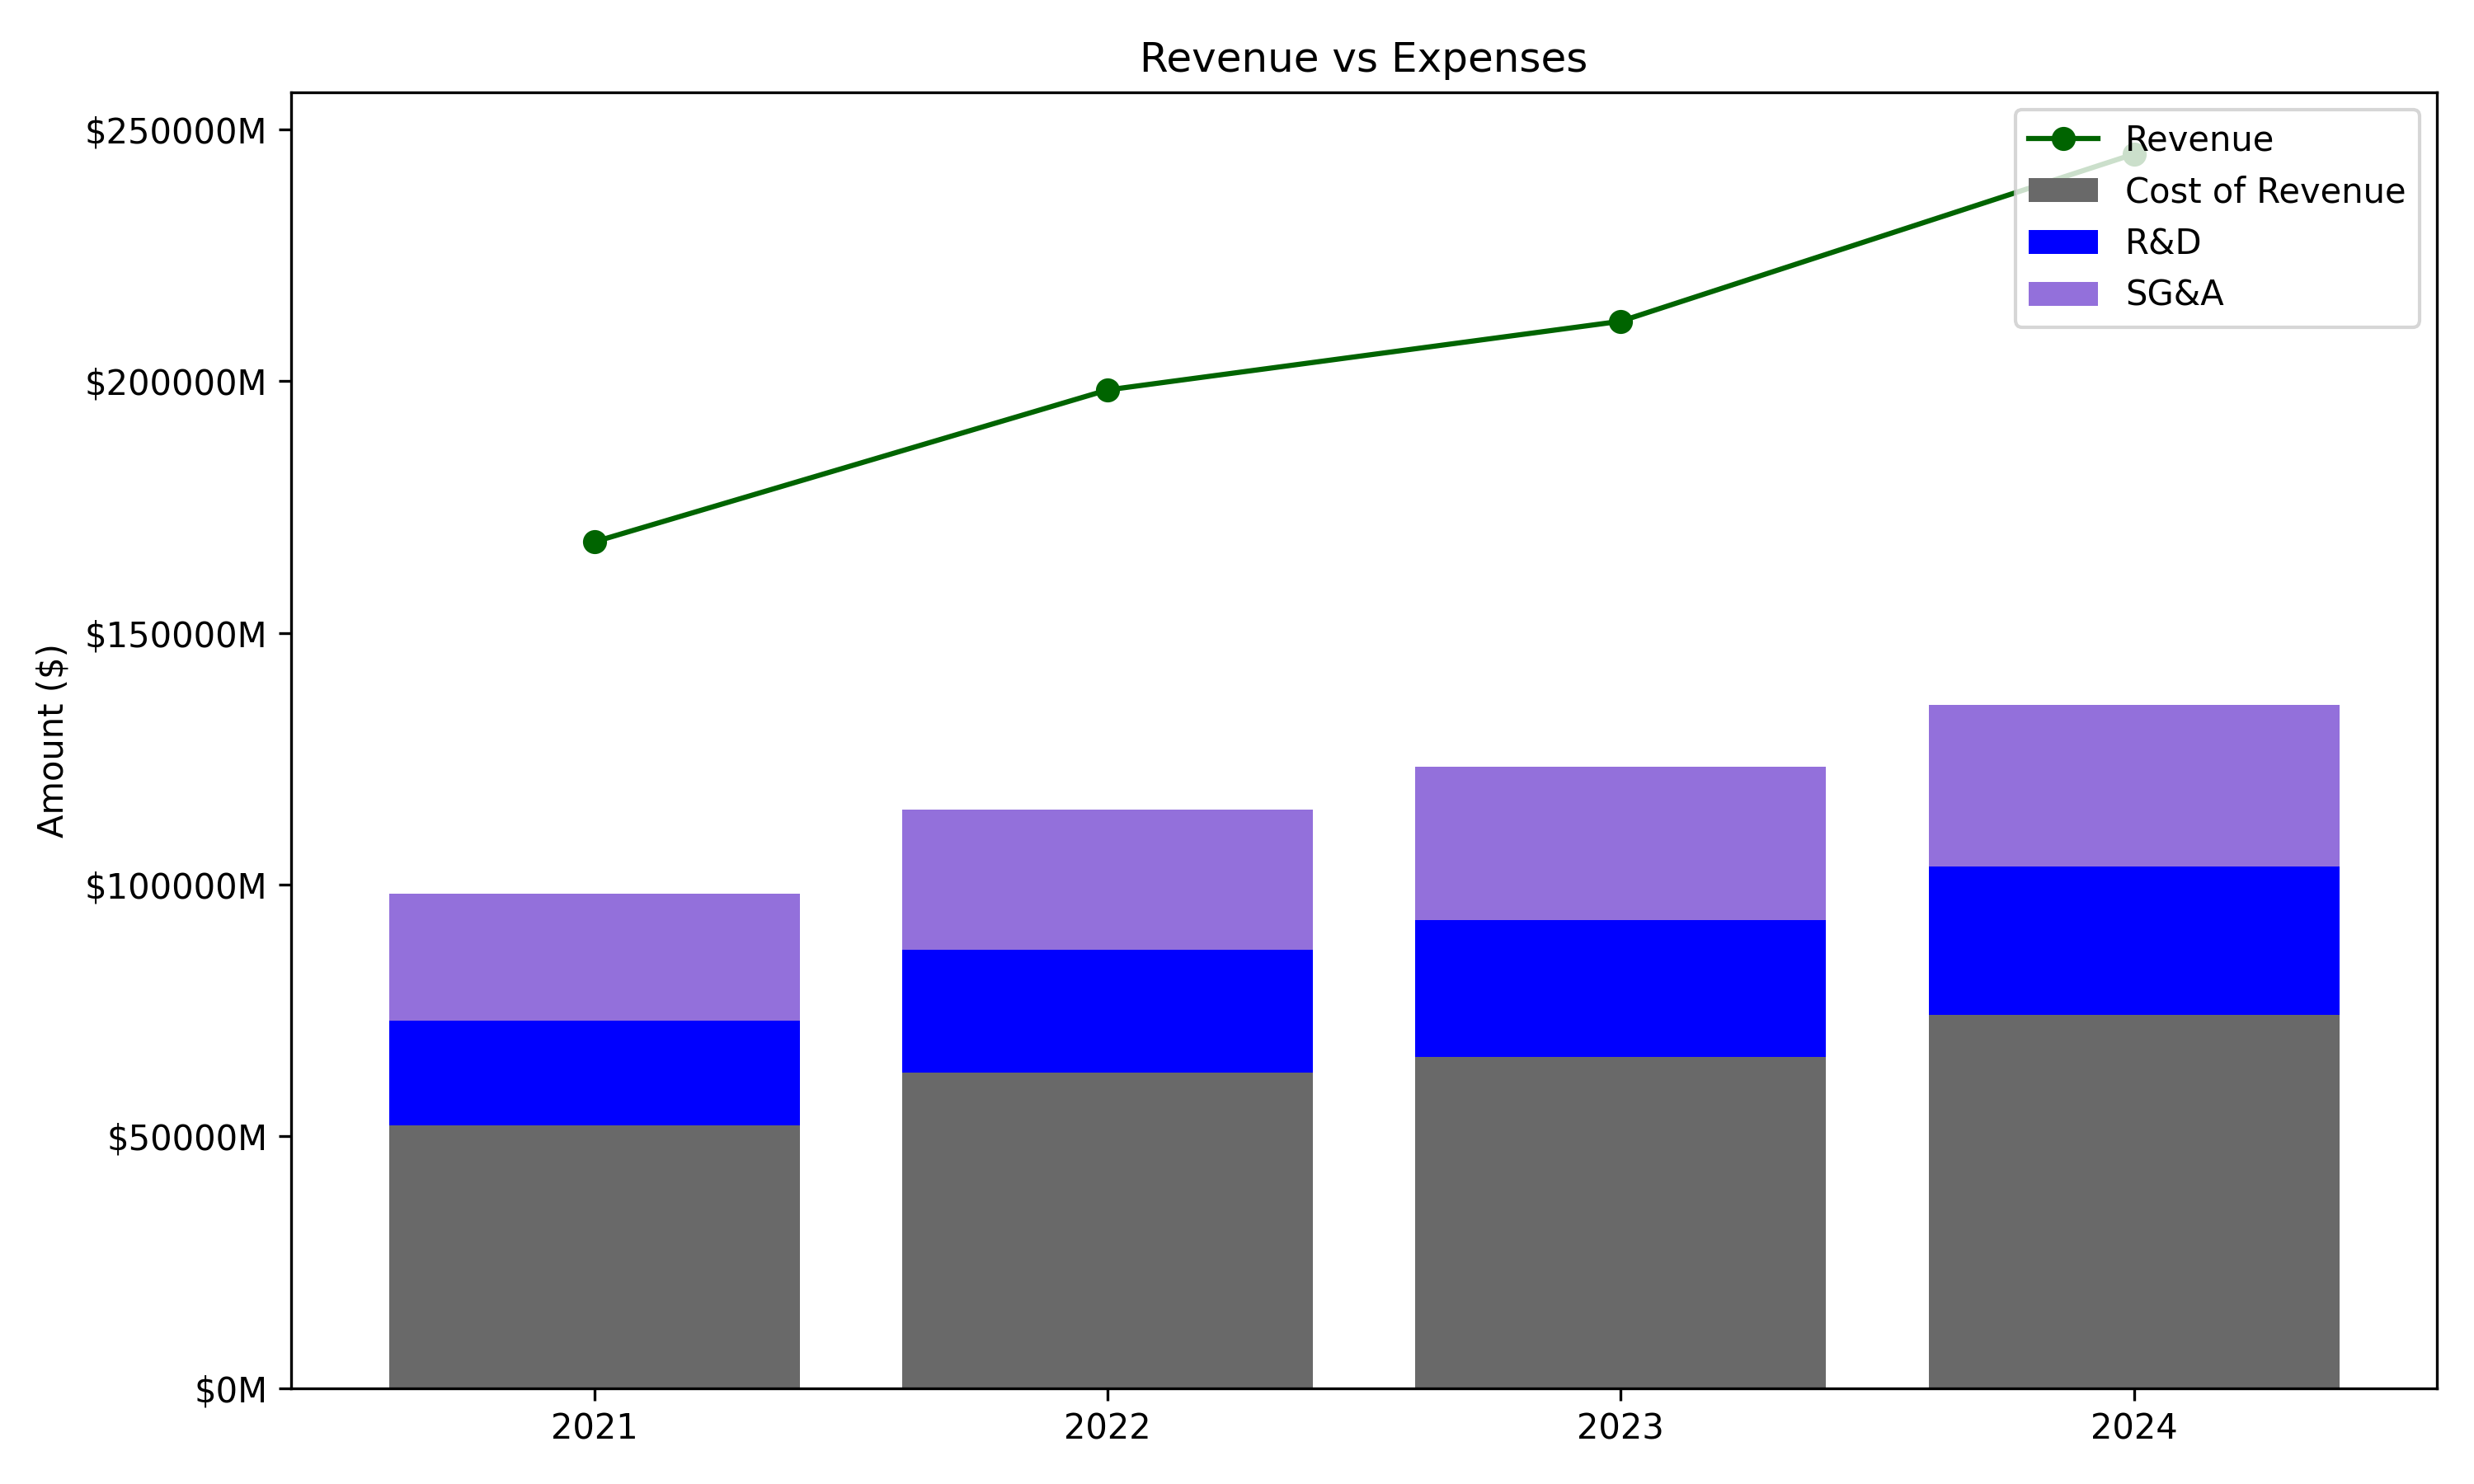 Revenue vs Expenses
$250000M
$200000M
$150000M
$100000M
$50000M
$0M
Amount ($)
2021
2022
2023
2024
Revenue
Cost of Revenue
R&D
SG&A